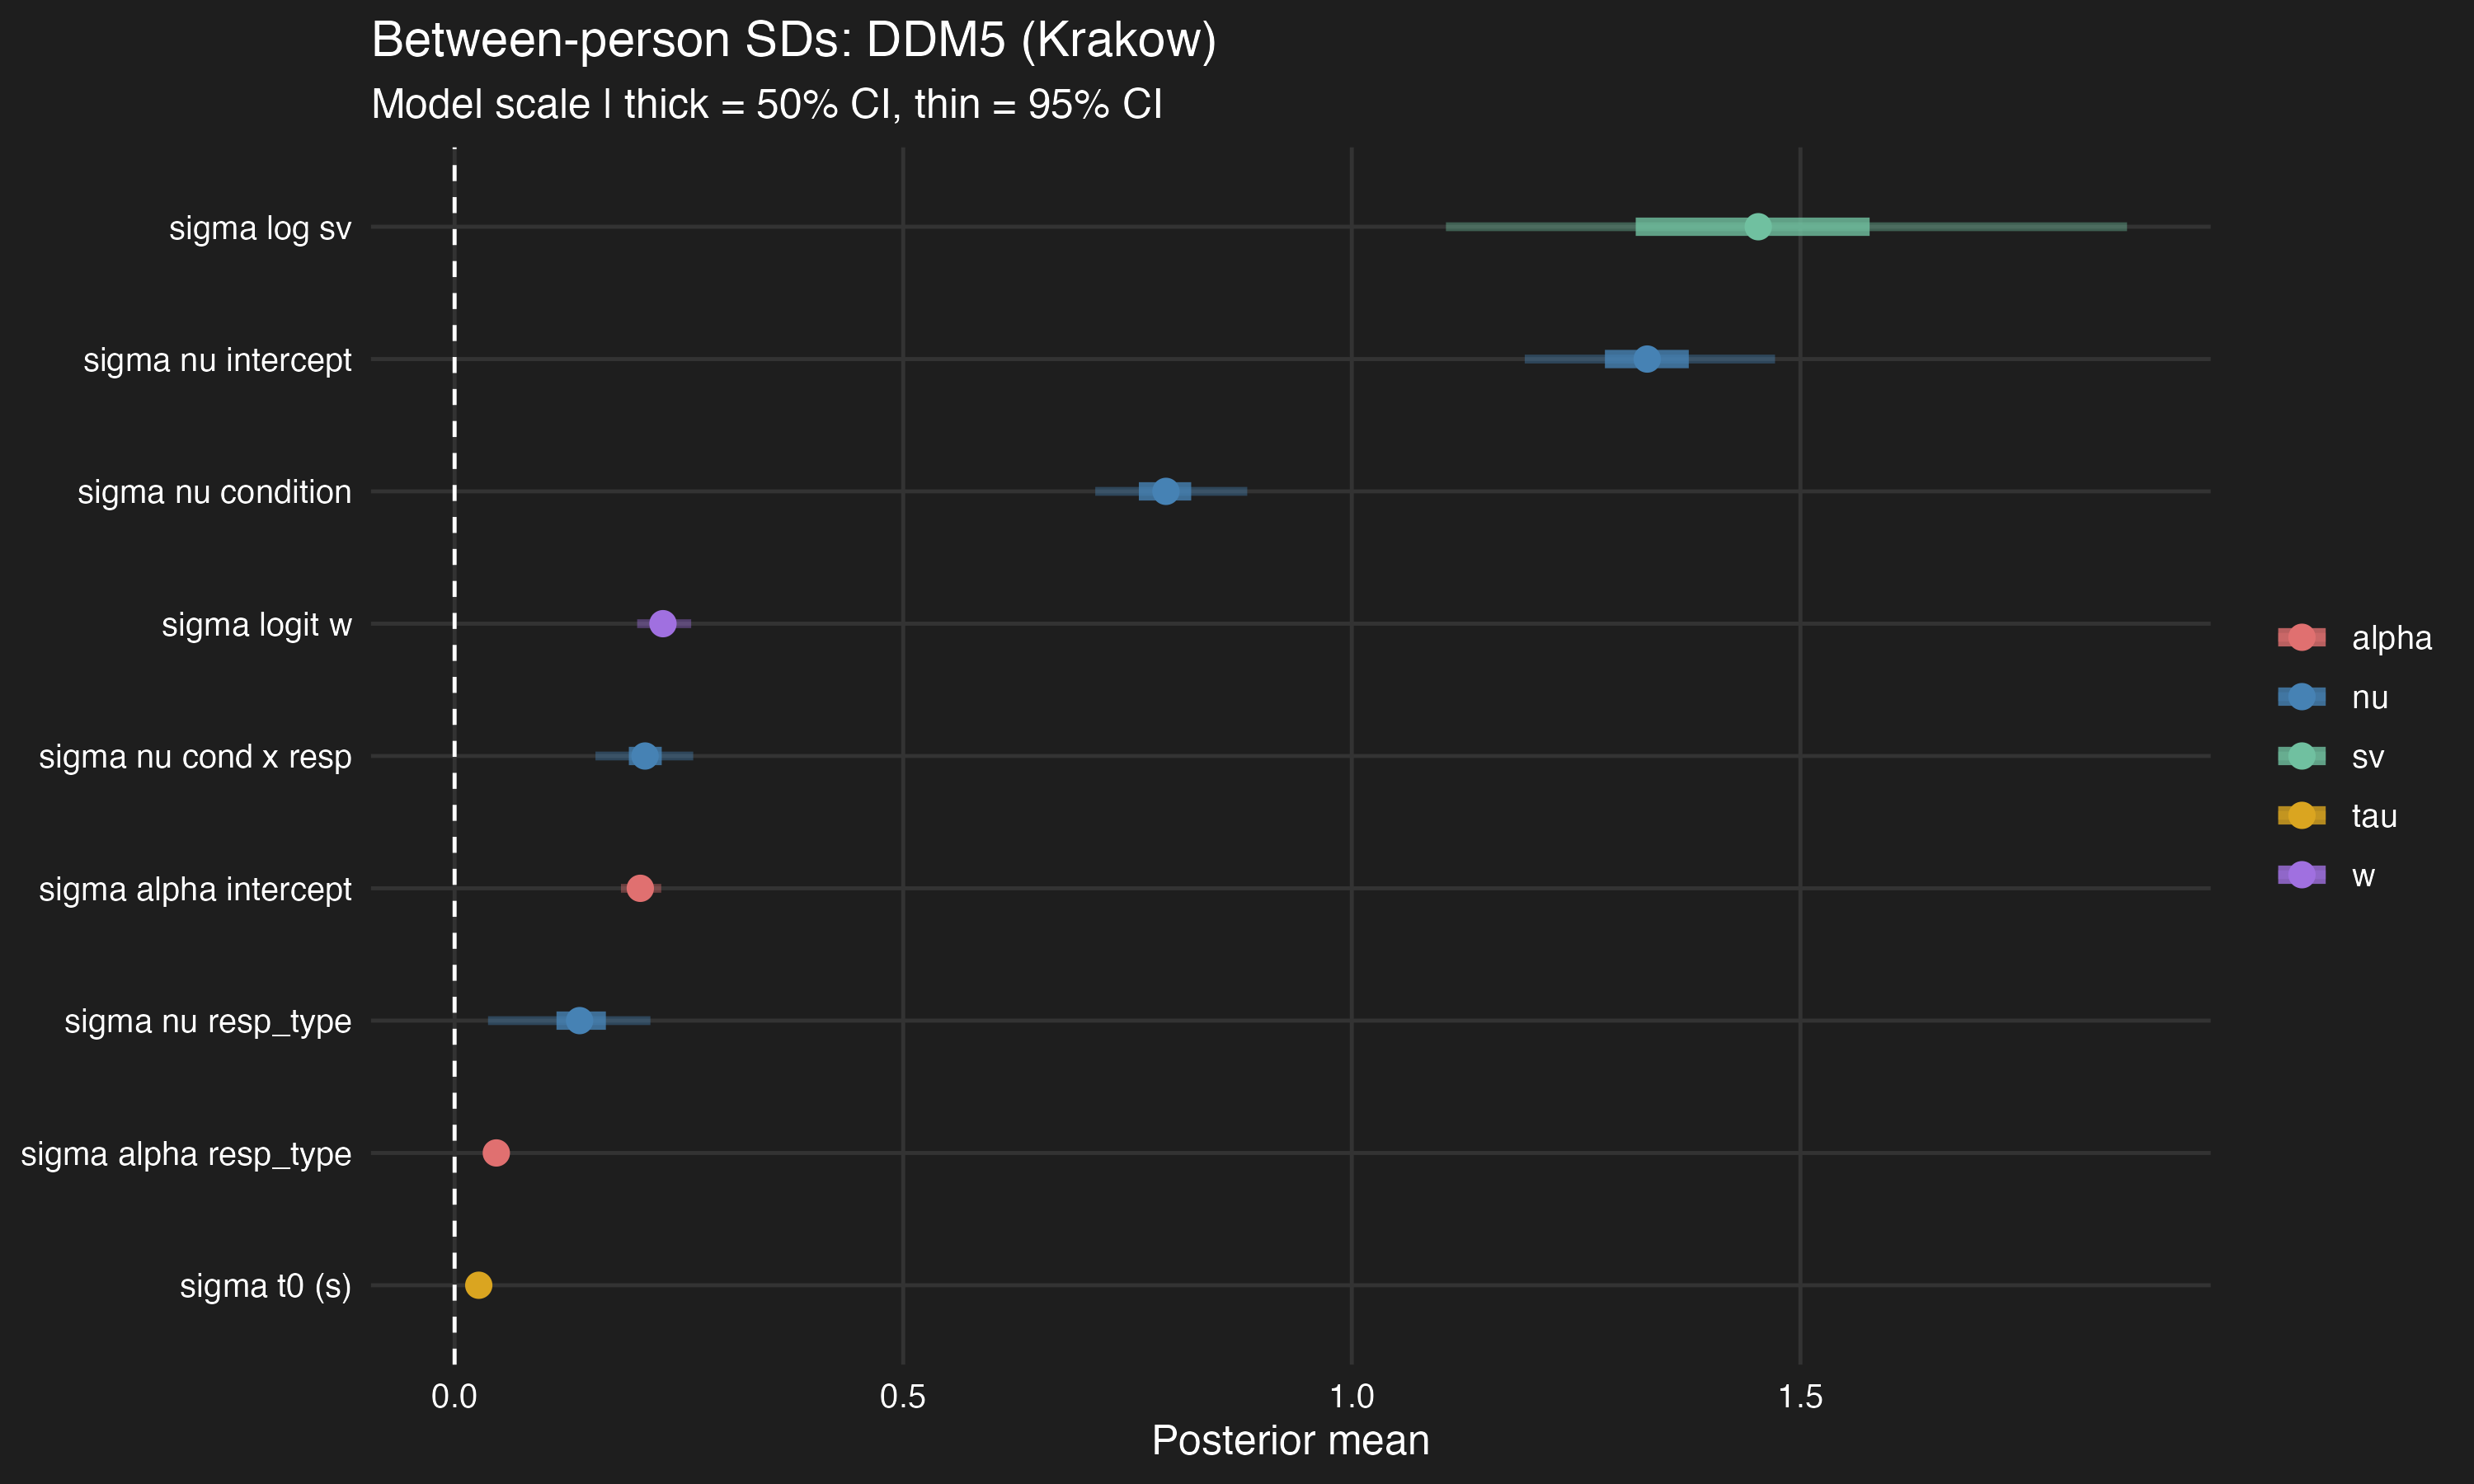 Between-person SDs: DDM5 (Krakow)
Model scale | thick = 50% CI, thin = 95% CI
sigma log sv
sigma nu intercept
sigma nu condition
sigma logit w
sigma nu cond x resp
sigma alpha intercept
sigma nu resp_type
sigma alpha resp_type
sigma t0 (s)
0.0 0.5 1.0 1.5
Posterior mean
alpha
nu
sv
tau
w